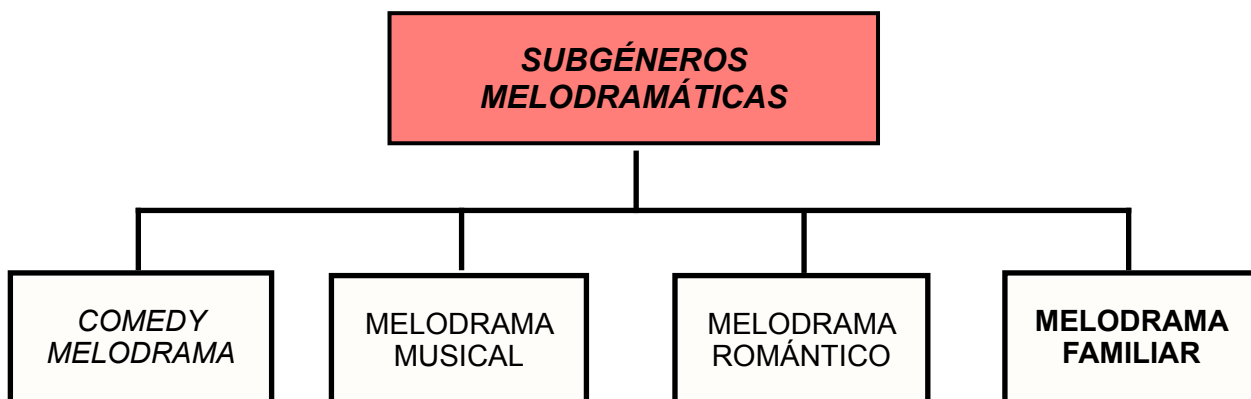 SUBGÉNEROS
MELODRAMÁTICAS
COMEDY
MELODRAMA
MELODRAMA
MUSICAL
MELODRAMA
ROMÁNTICO
MELODRAMA
FAMILIAR